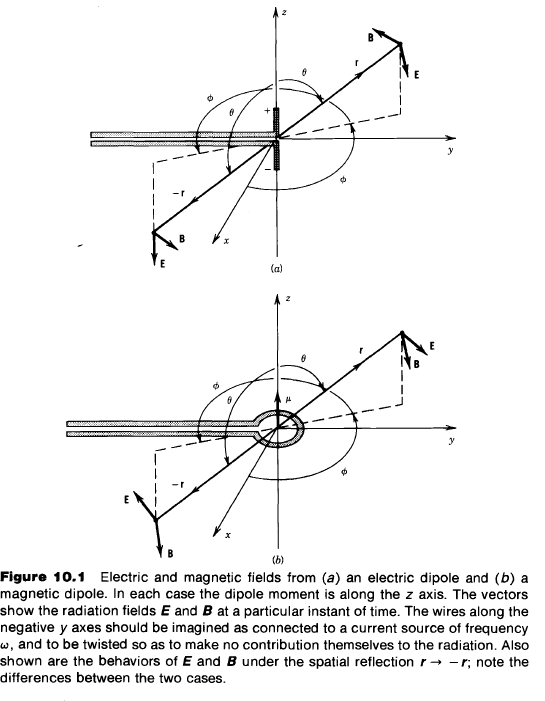 z
B
r
E
θ
φ
θ
+
y
−
φ
−r
B
x
E
(a)
z
E
r
B
θ
φ
θ
μ
y
φ
−r
E
x
B
(b)
Figure 10.1 Electric and magnetic fields from (a) an electric dipole and (b) a
magnetic dipole. In each case the dipole moment is along the z axis. The vectors
show the radiation fields E and B at a particular instant of time. The wires along the
negative y axes should be imagined as connected to a current source of frequency
ω, and to be twisted so as to make no contribution themselves to the radiation. Also
shown are the behaviors of E and B under the spatial reflection r → −r; note the
differences between the two cases.